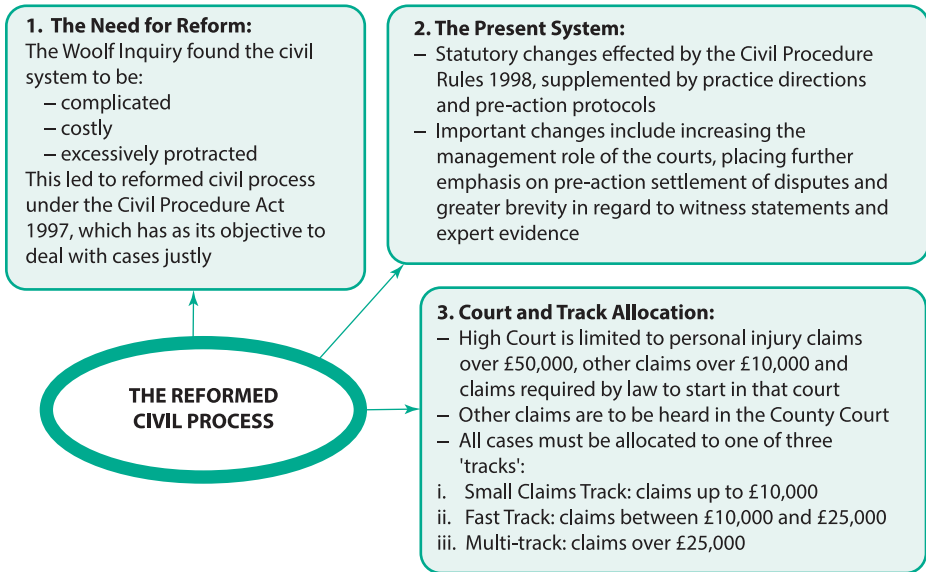 1. The Need for Reform:
The Woolf Inquiry found the civil
system to be:
– complicated
– costly
– excessively protracted
This led to reformed civil process
under the Civil Procedure Act
1997, which has as its objective to
deal with cases justly
2. The Present System:
– Statutory changes effected by the Civil Procedure
Rules 1998, supplemented by practice directions
and pre-action protocols
– Important changes include increasing the
management role of the courts, placing further
emphasis on pre-action settlement of disputes and
greater brevity in regard to witness statements and
expert evidence
3. Court and Track Allocation:
– High Court is limited to personal injury claims
over £50,000, other claims over £10,000 and
claims required by law to start in that court
– Other claims are to be heard in the County Court
– All cases must be allocated to one of three
'tracks':
i. Small Claims Track: claims up to £10,000
ii. Fast Track: claims between £10,000 and £25,000
iii. Multi-track: claims over £25,000
THE REFORMED
CIVIL PROCESS